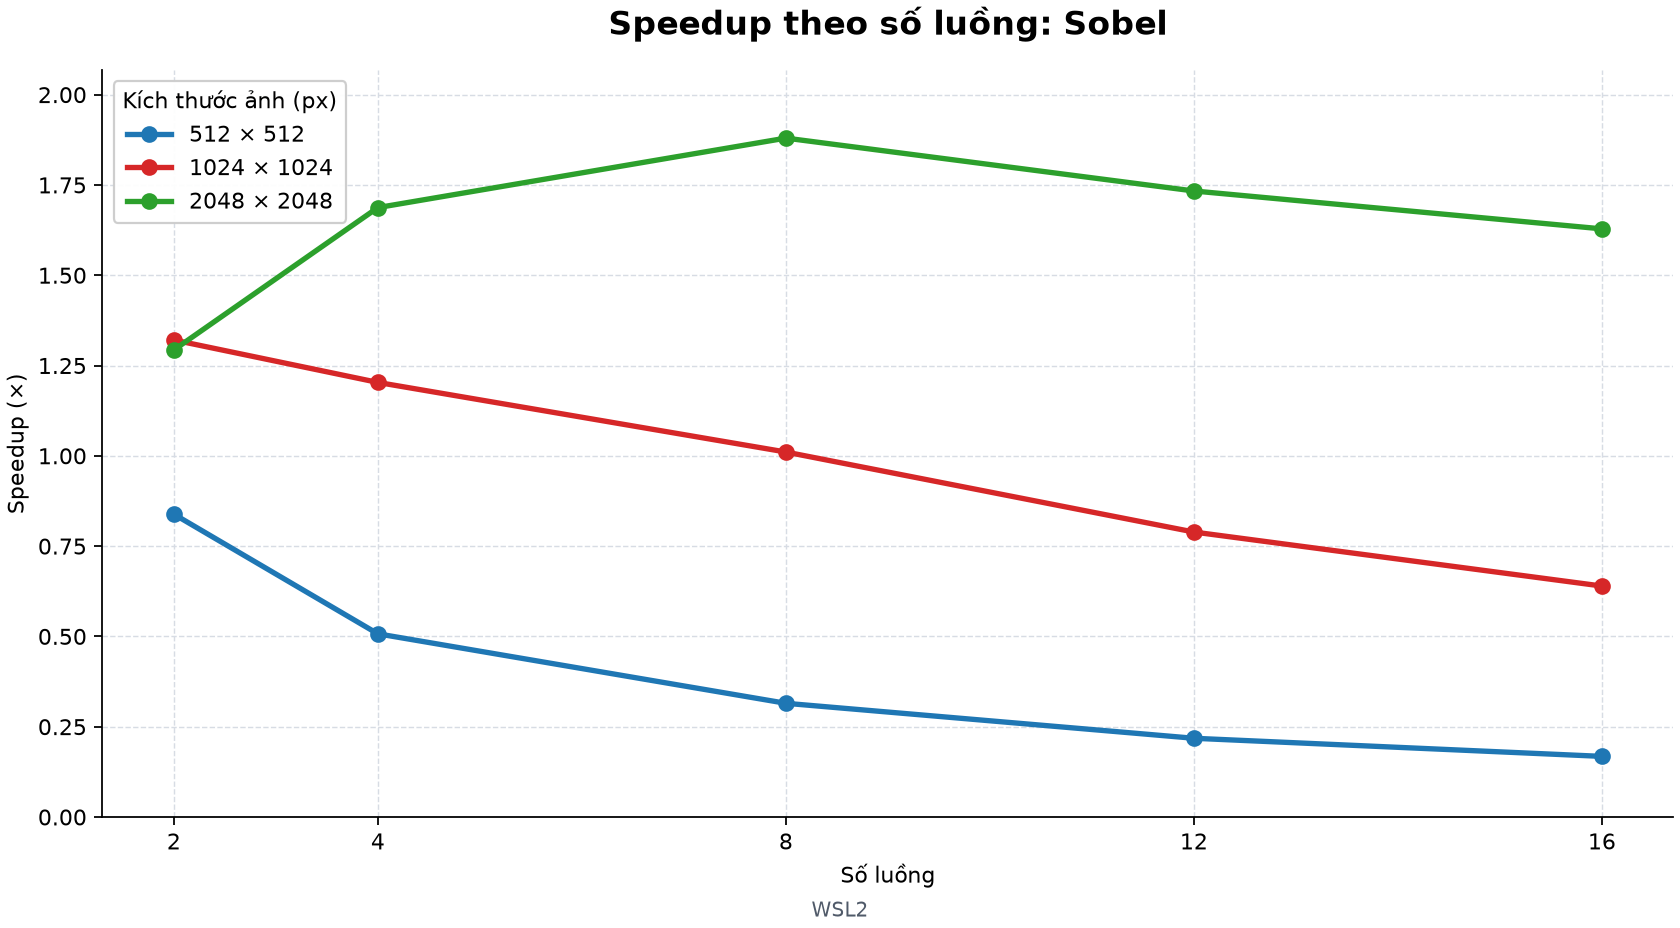 Speedup theo số luồng: Sobel
Kích thước ảnh (px)
512 × 512
1024 × 1024
2048 × 2048
Speedup (×)
2.00
1.75
1.50
1.25
1.00
0.75
0.50
0.25
0.00
2 4 8 12 16
Số luồng
WSL2